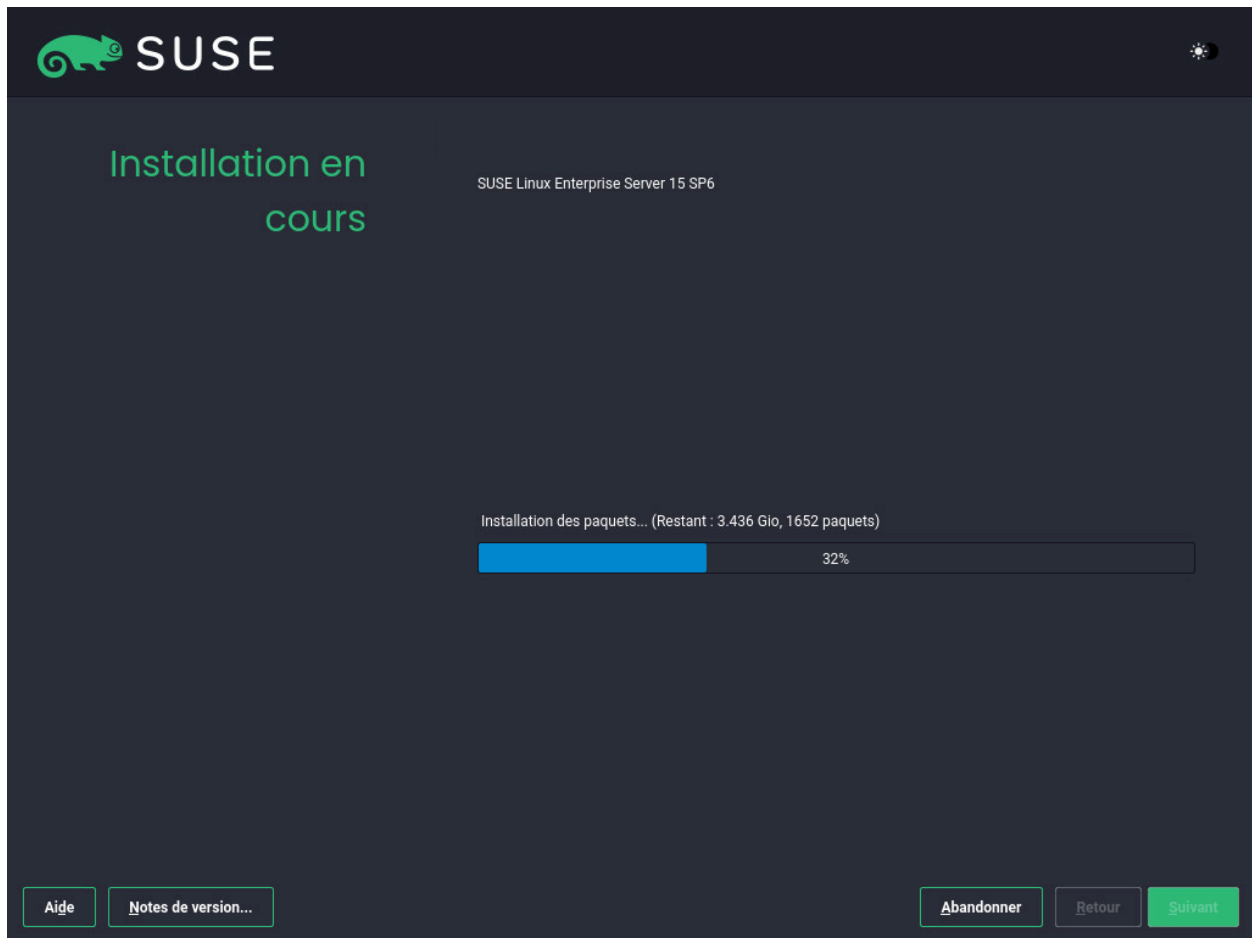 SUSE
Installation en
cours
SUSE Linux Enterprise Server 15 SP6
Installation des paquets... (Restant : 3.436 Gio, 1652 paquets)
32%
Aide
Notes de version...
Abandonner
Retour
Suivant